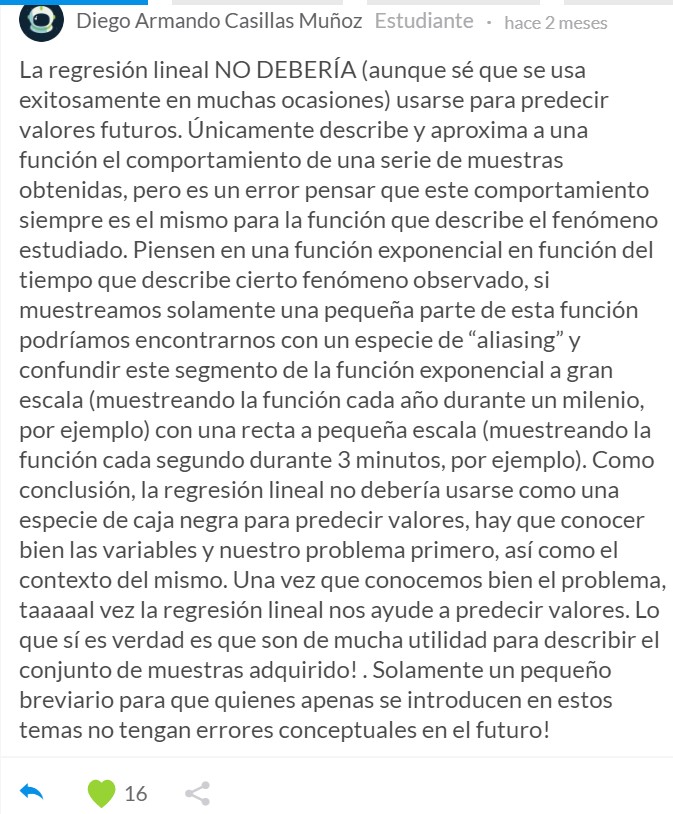 Diego Armando Casillas Muñoz Estudiante · hace 2 meses
La regresión lineal NO DEBERÍA (aunque sé que se usa
exitosamente en muchas ocasiones) usarse para predecir
valores futuros. Únicamente describe y aproxima a una
función el comportamiento de una serie de muestras
obtenidas, pero es un error pensar que este comportamiento
siempre es el mismo para la función que describe el fenómeno
estudiado. Piensen en una función exponencial en función del
tiempo que describe cierto fenómeno observado, si
muestreamos solamente una pequeña parte de esta función
podríamos encontrarnos con un especie de “aliasing” y
confundir este segmento de la función exponencial a gran
escala (muestreando la función cada año durante un milenio,
por ejemplo) con una recta a pequeña escala (muestreando la
función cada segundo durante 3 minutos, por ejemplo). Como
conclusión, la regresión lineal no debería usarse como una
especie de caja negra para predecir valores, hay que conocer
bien las variables y nuestro problema primero, así como el
contexto del mismo. Una vez que conocemos bien el problema,
taaaaal vez la regresión lineal nos ayude a predecir valores. Lo
que sí es verdad es que son de mucha utilidad para describir el
conjunto de muestras adquirido! . Solamente un pequeño
breviario para que quienes apenas se introducen en estos
temas no tengan errores conceptuales en el futuro!
16